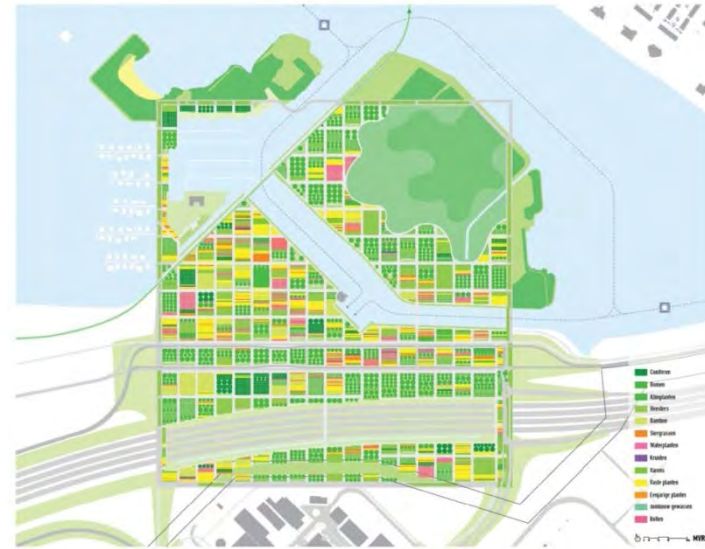 Coniferen
Bomen
Klimplanten
Heesters
Bamboe
Siergrassen
Waterplanten
Kruiden
Varens
Vaste planten
Eenjarige planten
Bollen
MVR